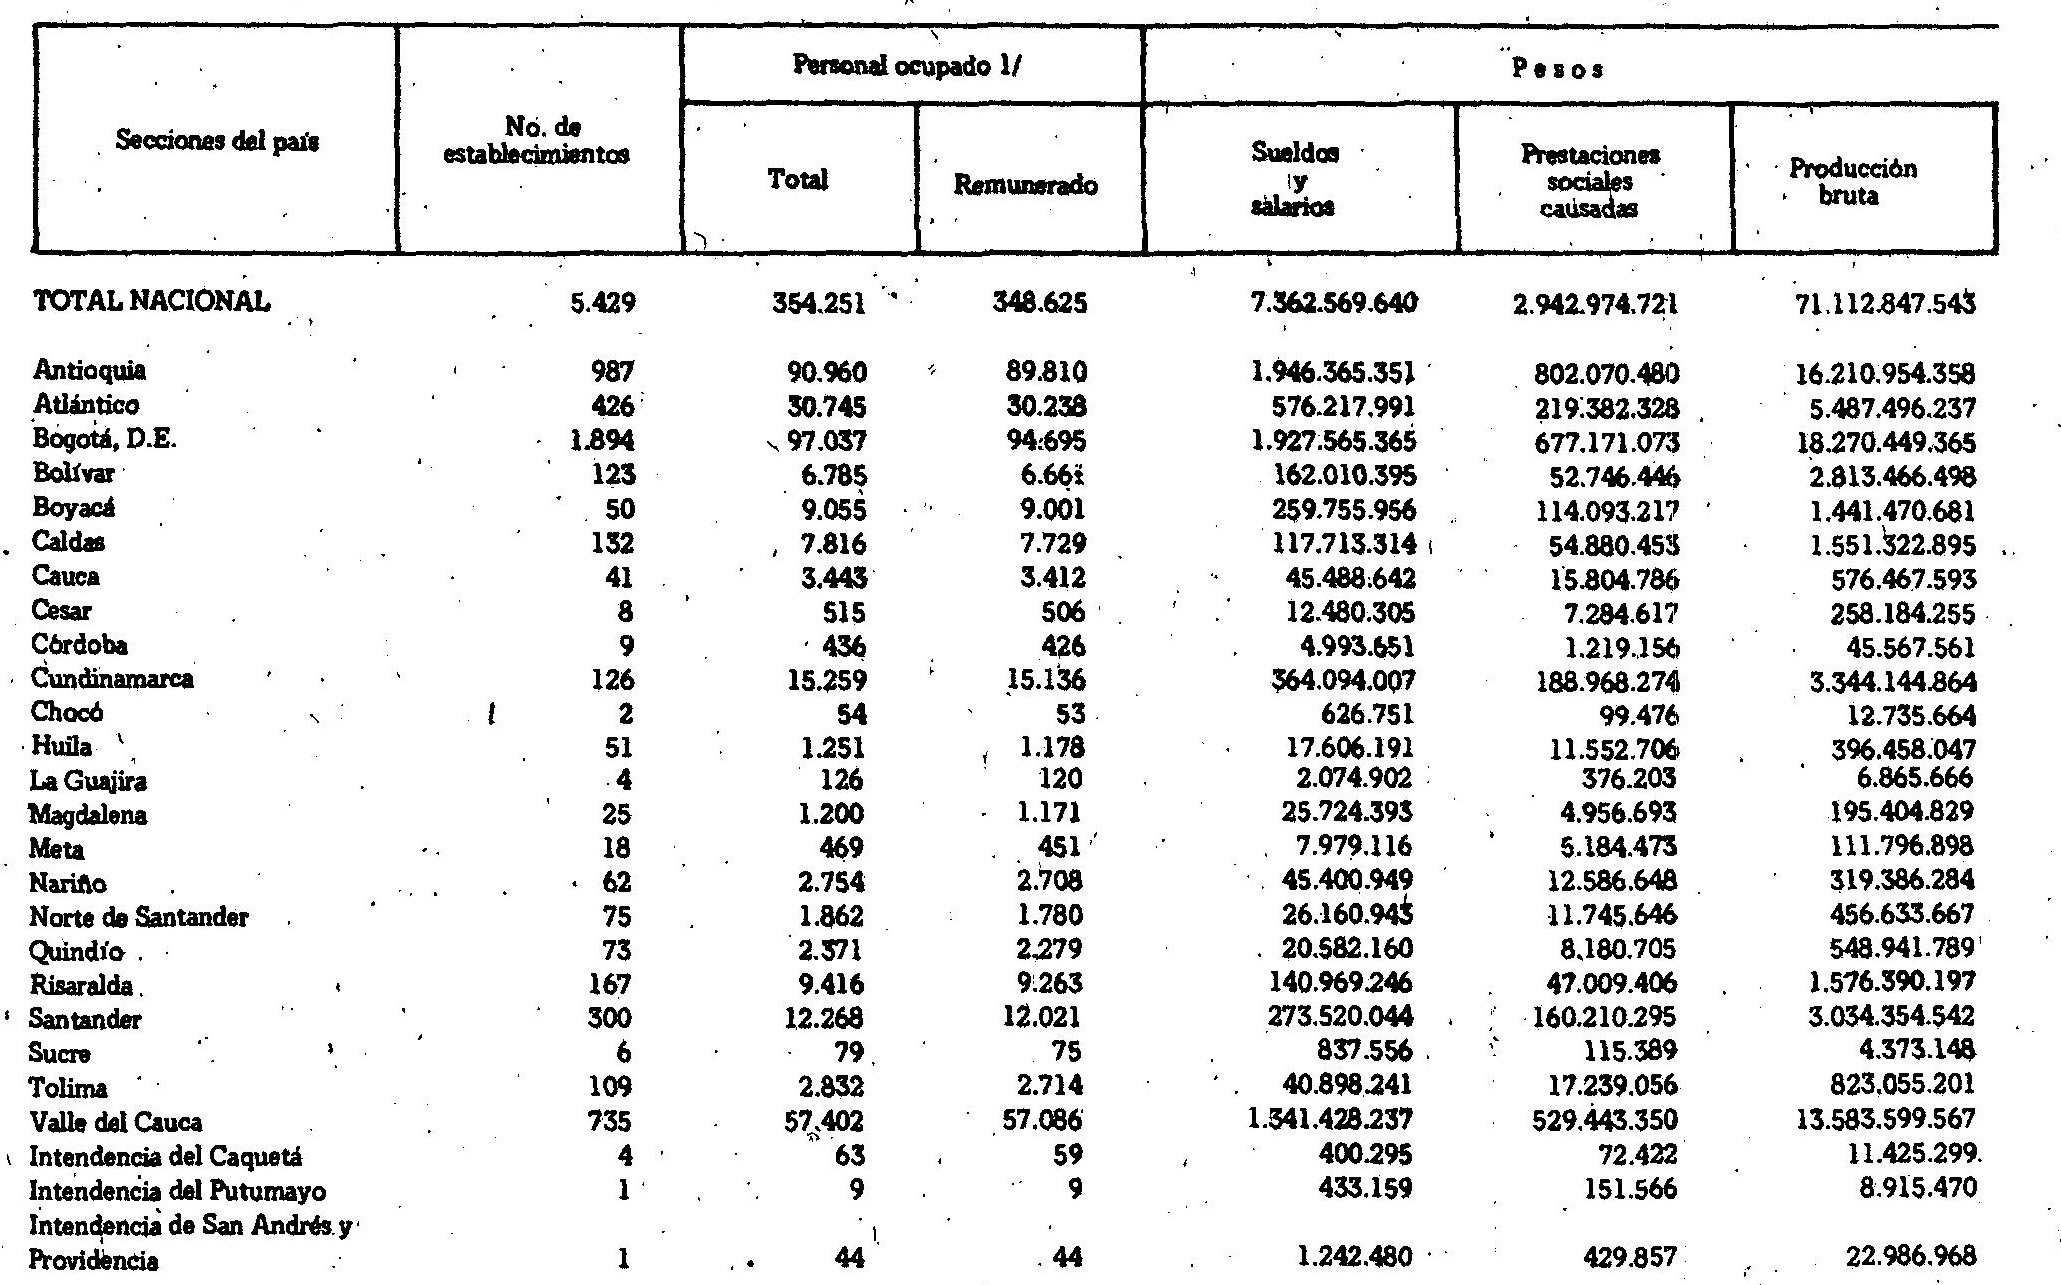 Secciones del país No. de establecimientos Personal ocupado 1/ Pesos
Total Remunerado Sueldos y salarios Prestaciones sociales causadas Producción bruta
TOTAL NACIONAL 5.429 354.251 348.625 7.362.569.640 2.942.974.721 71.112.847.543
Antioquia 987 90.960 89.810 1.946.365.351 802.070.480 16.210.954.358
Atlántico 426 30.745 30.238 576.217.991 219.382.328 5.487.496.237
Bogotá, D.E. 1.894 97.037 94.695 1.927.565.365 677.171.073 18.270.449.365
Bolívar 123 6.785 6.661 162.010.395 52.746.446 2.813.466.498
Boyacá 50 9.055 9.001 259.755.956 114.093.217 1.441.470.681
Caldas 132 7.816 7.729 117.713.314 54.880.453 1.551.322.895
Cauca 41 3.443 3.412 45.488.642 15.804.786 576.467.593
Cesar 8 515 506 12.480.305 7.284.617 258.184.255
Córdoba 9 436 426 4.993.651 1.219.156 45.567.561
Cundinamarca 126 15.259 15.136 364.094.007 188.968.274 3.344.144.864
Chocó 2 54 53 626.751 99.476 12.735.664
Huila 51 1.251 1.178 17.606.191 11.552.706 396.458.047
La Guajira 4 126 120 2.074.902 376.203 6.865.666
Magdalena 25 1.200 1.171 25.724.393 4.956.693 195.404.829
Meta 18 469 451 7.979.116 5.184.473 111.796.898
Nariño 62 2.754 2.708 45.400.949 12.586.648 319.386.284
Norte de Santander 75 1.862 1.780 26.160.943 11.745.646 456.633.667
Quindío 73 2.371 2.279 20.582.160 8.180.705 548.941.789
Risaralda 167 9.416 9.263 140.969.246 47.009.406 1.576.390.197
Santander 300 12.268 12.021 273.520.044 160.210.295 3.034.354.542
Sucre 6 79 75 837.556 115.389 4.373.148
Tolima 109 2.832 2.714 40.898.241 17.239.056 823.055.201
Valle del Cauca 735 57.402 57.086 1.341.428.237 529.443.350 13.583.599.567
Intendencia del Caquetá 4 63 59 400.295 72.422 11.425.299
Intendencia del Putumayo 1 9 9 433.159 151.566 8.915.470
Intendencia de San Andrés y
Providencia 1 44 44 1.242.480 429.857 22.986.968